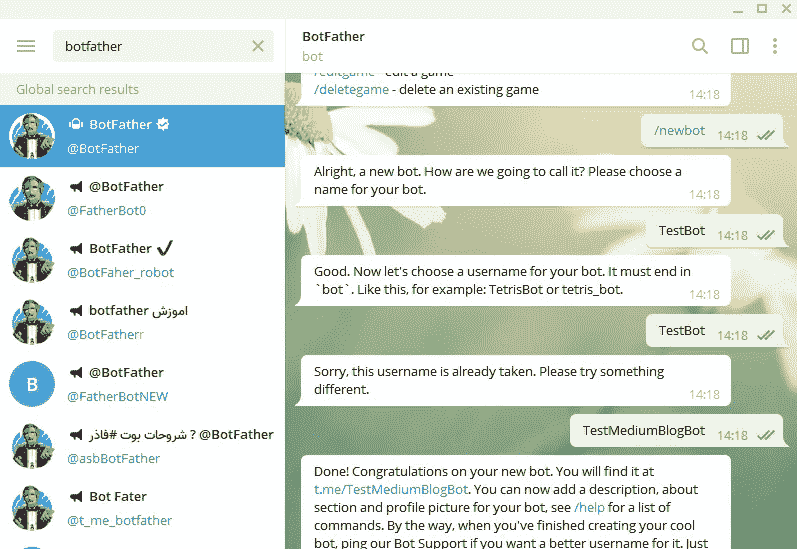 botfather
Global search results
BotFather
@BotFather
@BotFather
@FatherBot0
BotFather
@BotFaher_robot
botfather اموزش
@BotFatherr
B
@BotFather
@FatherBotNEW
شروحات بوت #فاذر ? @BotFather
@asbBotFather
Bot Fater
@t_me_botfather
BotFather
bot
/editgame - edit a game
/deletegame - delete an existing game
14:18
/newbot 14:18
Alright, a new bot. How are we going to call it? Please choose a
name for your bot.
14:18
TestBot 14:18
Good. Now let's choose a username for your bot. It must end in
`bot`. Like this, for example: TetrisBot or tetris_bot.
14:18
TestBot 14:18
Sorry, this username is already taken. Please try something
different.
14:18
TestMediumBlogBot 14:18
Done! Congratulations on your new bot. You will find it at
t.me/TestMediumBlogBot. You can now add a description, about
section and profile picture for your bot, see /help for a list of
commands. By the way, when you've finished creating your cool
bot, ping our Bot Support if you want a better username for it. Just